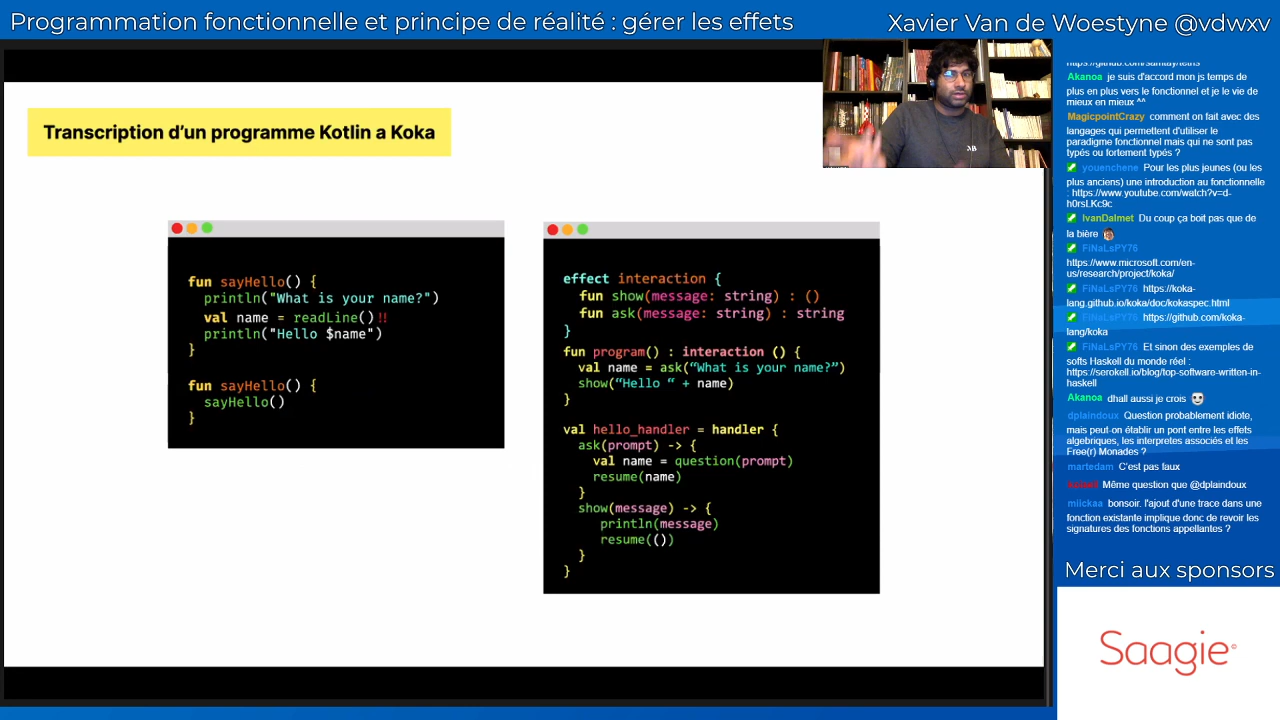 Programmation fonctionnelle et principe de réalité : gérer les effets
Xavier Van de Woestyne @vdwxv
Transcription d'un programme Kotlin a Koka
fun sayHello() {
println("What is your name?")
val name = readLine()!!
println("Hello $name")
}
fun sayHello() {
sayHello()
}
effect interaction {
fun show(message: string) : ()
fun ask(message: string) : string
}
fun program() : interaction () {
val name = ask(“What is your name?”)
show(“Hello “ + name)
}
val hello_handler = handler {
ask(prompt) -> {
val name = question(prompt)
resume(name)
}
show(message) -> {
println(message)
resume(())
}
}
Akanoa je suis d'accord mon js temps de
plus en plus vers le fonctionnel et je le vie de
mieux en mieux ^^
MagicpointCrazy comment on fait avec des
langages qui permettent d'utiliser le
paradigme fonctionnel mais qui ne sont pas
typés ou fortement typés ?
youenchene Pour les plus jeunes (ou les
plus anciens) une introduction au fonctionnelle
: https://www.youtube.com/watch?v=d-
h0rsLKc9c
IvanDalmet Du coup ça boit pas que de
la bière
FiNaLsPY76
https://www.microsoft.com/en-
us/research/project/koka/
FiNaLsPY76 https://koka-
lang.github.io/koka/doc/kokaspec.html
FiNaLsPY76 https://github.com/koka-
lang/koka
FiNaLsPY76 Et sinon des exemples de
softs Haskell du monde réel :
https://serokell.io/blog/top-software-written-in-
haskell
Akanoa dhall aussi je crois
dplaindoux Question probablement idiote,
mais peut-on établir un pont entre les effets
algebriques, les interpretes associés et les
Free(r) Monades ?
martedam C'est pas faux
Même question que @dplaindoux
miickaa bonsoir. l'ajout d'une trace dans une
fonction existante implique donc de revoir les
signatures des fonctions appellantes ?
Merci aux sponsors
Saagie